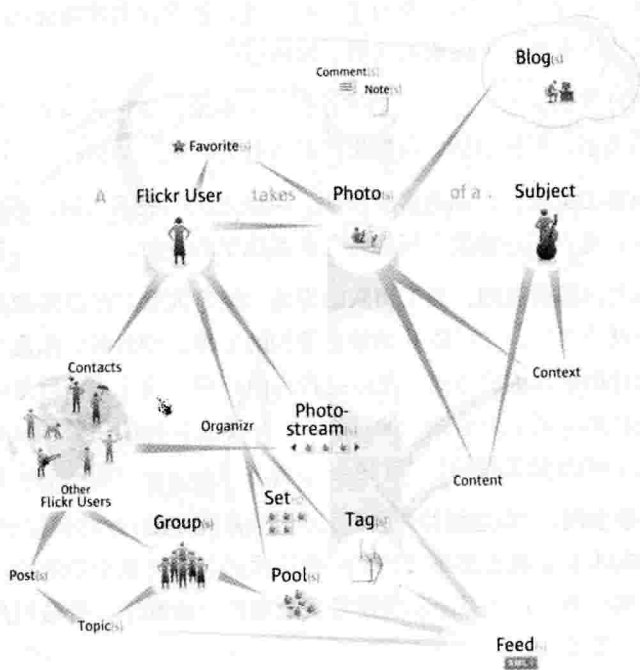 Blog(s)
Comment(s)
Note(s)
Favorite(s)
A Flickr User takes Photo(s) of a . Subject
Contacts
Context
Organizr
Photo-
stream(s)
Content
Other
Flickr Users
Set
Group(s)
Tag(s)
Post(s)
Pool(s)
Topic(s)
Feed(s)
XML